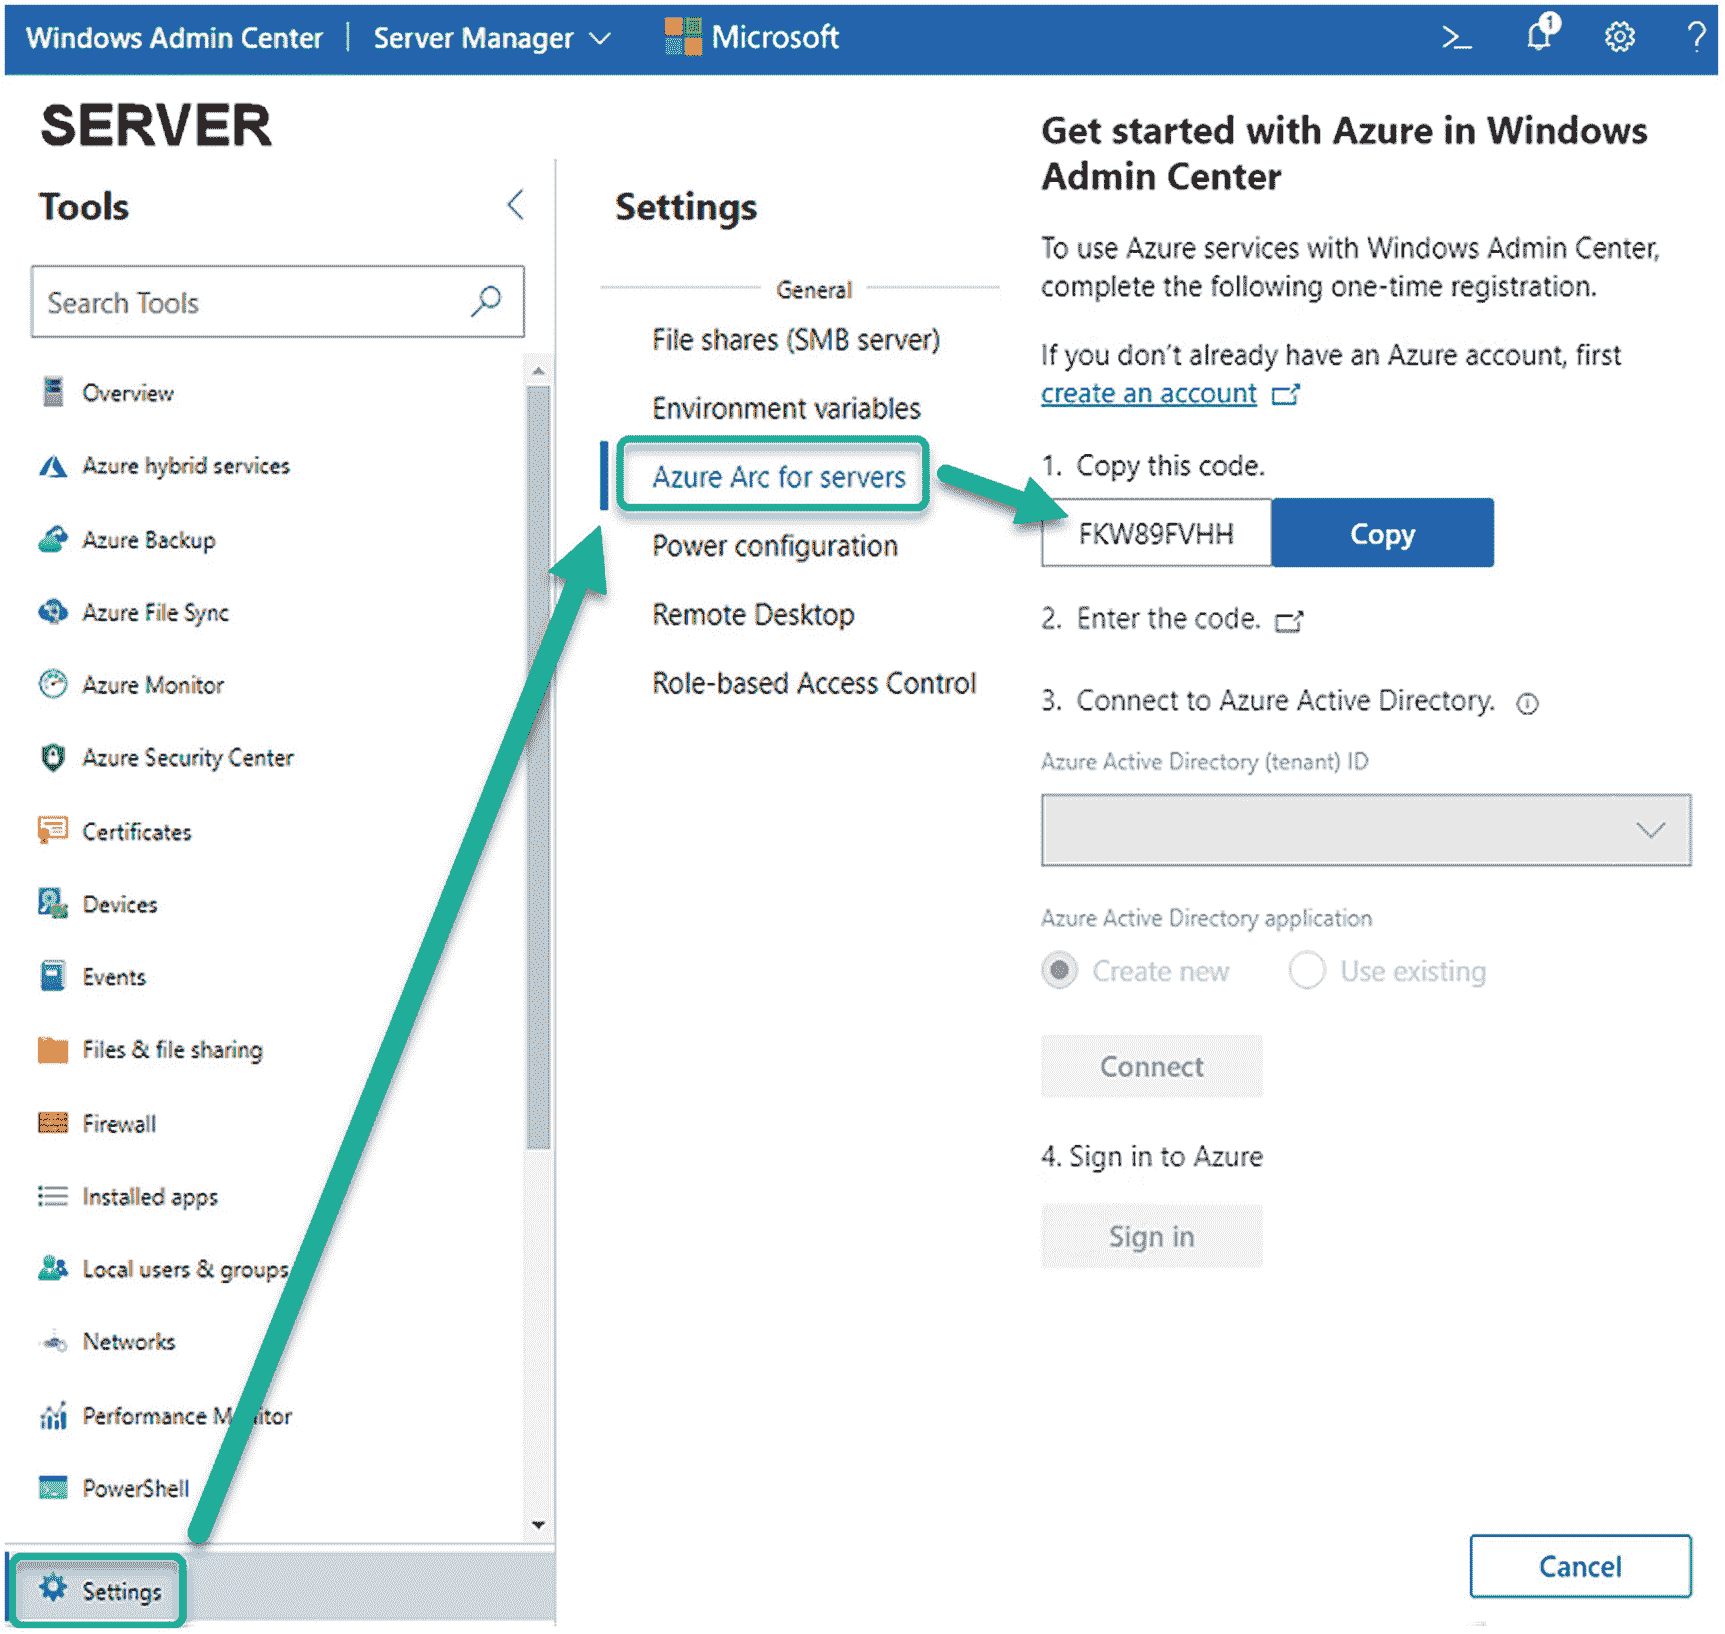 Windows Admin Center | Server Manager Microsoft
>_ 1 ?
SERVER
Tools
Search Tools
Overview
Azure hybrid services
Azure Backup
Azure File Sync
Azure Monitor
Azure Security Center
Certificates
Devices
Events
Files & file sharing
Firewall
Installed apps
Local users & groups
Networks
Performance Monitor
PowerShell
Settings
Settings
General
File shares (SMB server)
Environment variables
Azure Arc for servers
Power configuration
Remote Desktop
Role-based Access Control
Get started with Azure in Windows
Admin Center
To use Azure services with Windows Admin Center,
complete the following one-time registration.
If you don't already have an Azure account, first
create an account
1. Copy this code.
FKW89FVHH Copy
2. Enter the code.
3. Connect to Azure Active Directory.
Azure Active Directory (tenant) ID
Azure Active Directory application
Create new Use existing
Connect
4. Sign in to Azure
Sign in
Cancel